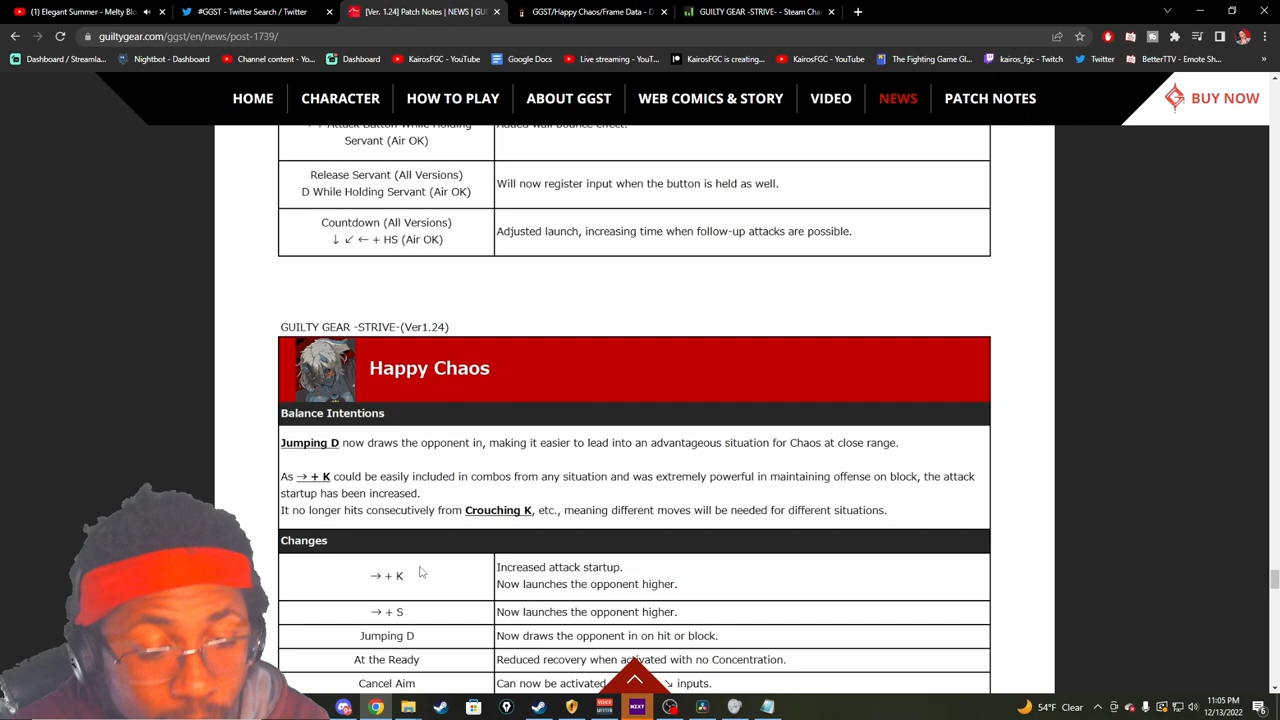 [Elegant Summer - Melty Blo
#GGST - Twitter Search / Twitter
[Ver. 1.24] Patch Notes | NEWS | GUI
GGST/Happy Chaos/Frame Data - D
GUILTY GEAR -STRIVE- - Steam Cha
guiltygear.com/ggst/en/news/post-1739/
Dashboard / Streamla...
Nightbot - Dashboard
Channel content - Yo...
Dashboard
Google
Live streaming - YouT...
KairosFGC is creating...
KairosFGC - YouTube
The Fighting Game Gl...
kairos_fgc - Twitch
Twitter
BetterTTV - Emote Sh...
HOME
CHARACTER
HOW TO PLAY
ABOUT GGST
WEB COMICS & STORY
VIDEO
NEWS
PATCH NOTES
BUY NOW
Attack Button While Holding
Servant (Air OK)
Added wall bounce effect.
Release Servant (All Versions)
D While Holding Servant (Air OK)
Will now register input when the button is held as well.
Countdown (All Versions)
↓ ↙ ← + HS (Air OK)
Adjusted launch, increasing time when follow-up attacks are possible.
GUILTY GEAR -STRIVE-(Ver1.24)
Happy Chaos
Balance Intentions
Jumping D now draws the opponent in, making it easier to lead into an advantageous situation for Chaos at close range.
As → + K could be easily included in combos from any situation and was extremely powerful in maintaining offense on block, the attack
startup has been increased.
It no longer hits consecutively from Crouching K, etc., meaning different moves will be needed for different situations.
Changes
→ + K
Increased attack startup.
Now launches the opponent higher.
→ + S
Now launches the opponent higher.
Jumping D
Now draws the opponent in on hit or block.
At the Ready
Reduced recovery when activated with no Concentration.
Cancel Aim
Can now be activated ↘ inputs.
54°F Clear
11:05 PM
12/13/2022